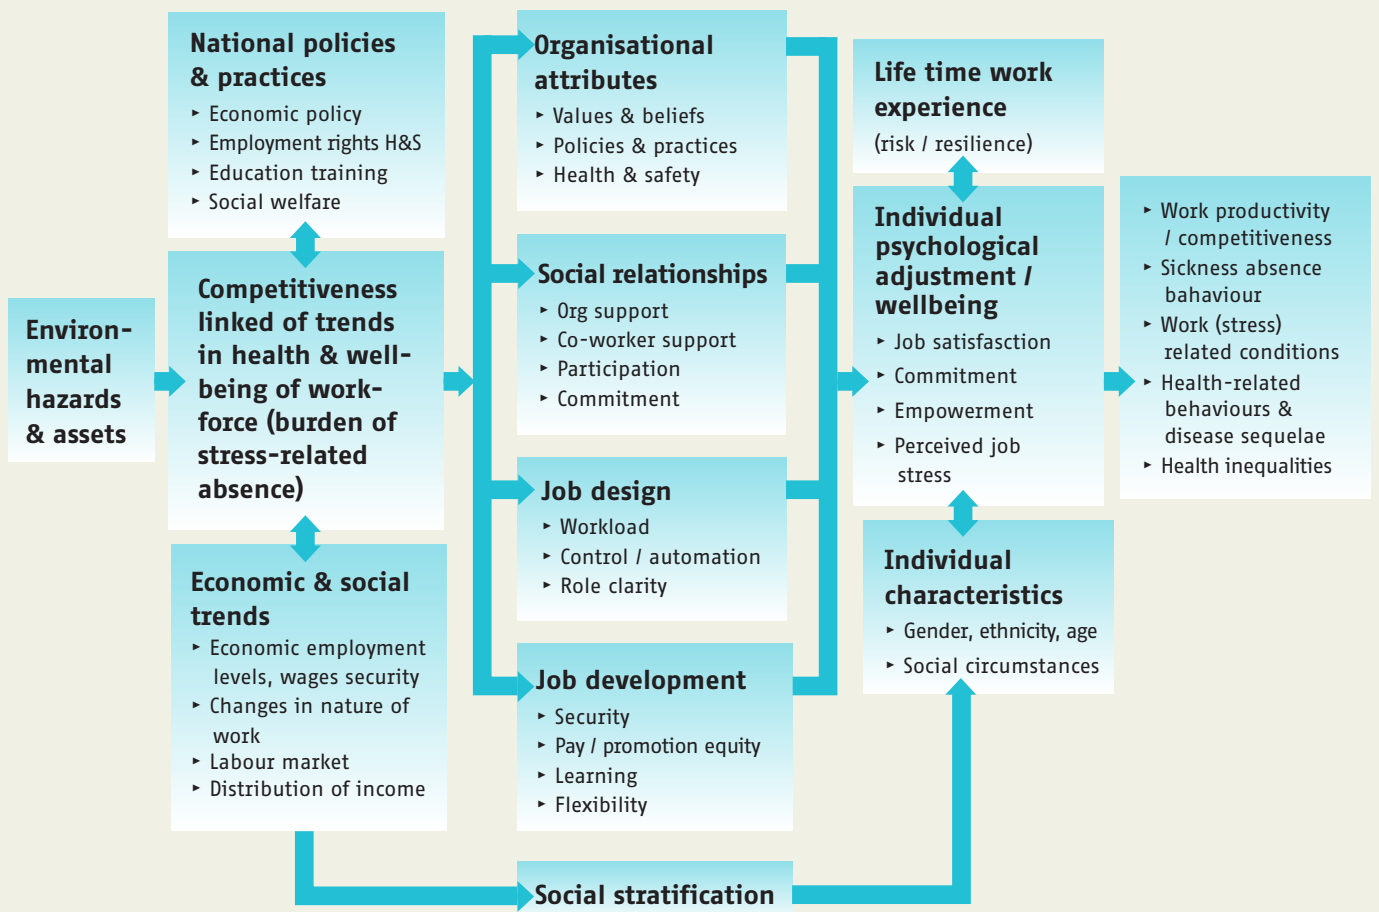 Environ-
mental
hazards
& assets
National policies
& practices
▸ Economic policy
▸ Employment rights H&S
▸ Education training
▸ Social welfare
Competitiveness
linked of trends
in health & well-
being of work-
force (burden of
stress-related
absence)
Economic & social
trends
▸ Economic employment
levels, wages security
▸ Changes in nature of
work
▸ Labour market
▸ Distribution of income
Organisational
attributes
▸ Values & beliefs
▸ Policies & practices
▸ Health & safety
Social relationships
▸ Org support
▸ Co-worker support
▸ Participation
▸ Commitment
Job design
▸ Workload
▸ Control / automation
▸ Role clarity
Job development
▸ Security
▸ Pay / promotion equity
▸ Learning
▸ Flexibility
Social stratification
Life time work
experience
(risk / resilience)
Individual
psychological
adjustment /
wellbeing
▸ Job satisfasction
▸ Commitment
▸ Empowerment
▸ Perceived job
stress
Individual
characteristics
▸ Gender, ethnicity, age
▸ Social circumstances
▸ Work productivity
/ competitiveness
▸ Sickness absence
bahaviour
▸ Work (stress)
related conditions
▸ Health-related
behaviours &
disease sequelae
▸ Health inequalities